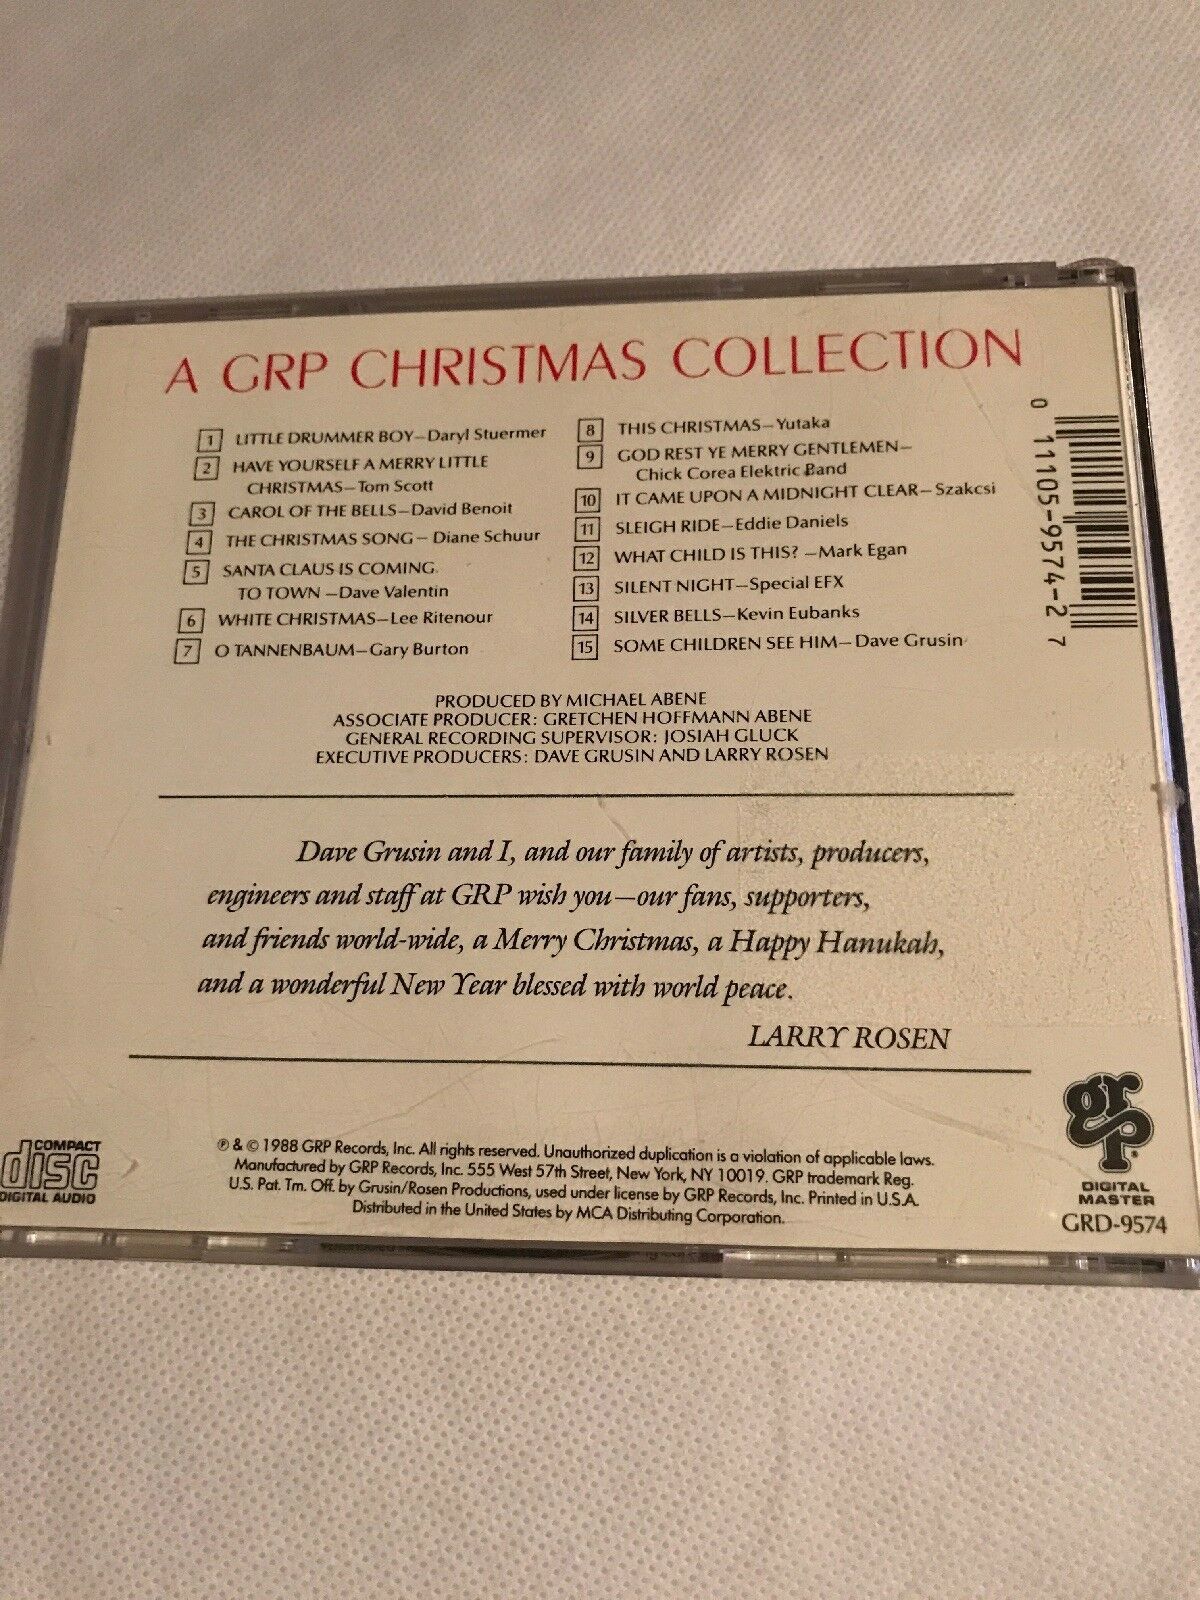 A GRP CHRISTMAS COLLECTION
1 LITTLE DRUMMER BOY—Daryl Stuermer
2 HAVE YOURSELF A MERRY LITTLE
CHRISTMAS—Tom Scott
3 CAROL OF THE BELLS—David Benoit
4 THE CHRISTMAS SONG— Diane Schuur
5 SANTA CLAUS IS COMING
TO TOWN —Dave Valentin
6 WHITE CHRISTMAS—Lee Ritenour
7 O TANNENBAUM—Gary Burton
8 THIS CHRISTMAS—Yutaka
9 GOD REST YE MERRY GENTLEMEN—
Chick Corea Elektric Band
10 IT CAME UPON A MIDNIGHT CLEAR—Szakcsi
11 SLEIGH RIDE—Eddie Daniels
12 WHAT CHILD IS THIS? —Mark Egan
13 SILENT NIGHT—Special EFX
14 SILVER BELLS—Kevin Eubanks
15 SOME CHILDREN SEE HIM—Dave Grusin
0 11105-9574-2 7
PRODUCED BY MICHAEL ABENE
ASSOCIATE PRODUCER: GRETCHEN HOFFMANN ABENE
GENERAL RECORDING SUPERVISOR: JOSIAH GLUCK
EXECUTIVE PRODUCERS: DAVE GRUSIN AND LARRY ROSEN
Dave Grusin and I, and our family of artists, producers,
engineers and staff at GRP wish you—our fans, supporters,
and friends world-wide, a Merry Christmas, a Happy Hanukah,
and a wonderful New Year blessed with world peace.
LARRY ROSEN
COMPACT
disc
DIGITAL AUDIO
℗ & © 1988 GRP Records, Inc. All rights reserved. Unauthorized duplication is a violation of applicable laws.
Manufactured by GRP Records, Inc. 555 West 57th Street, New York, NY 10019. GRP trademark Reg.
U.S. Pat. Tm. Off. by Grusin/Rosen Productions, used under license by GRP Records, Inc. Printed in U.S.A.
Distributed in the United States by MCA Distributing Corporation.
grp®
DIGITAL
MASTER
GRD-9574